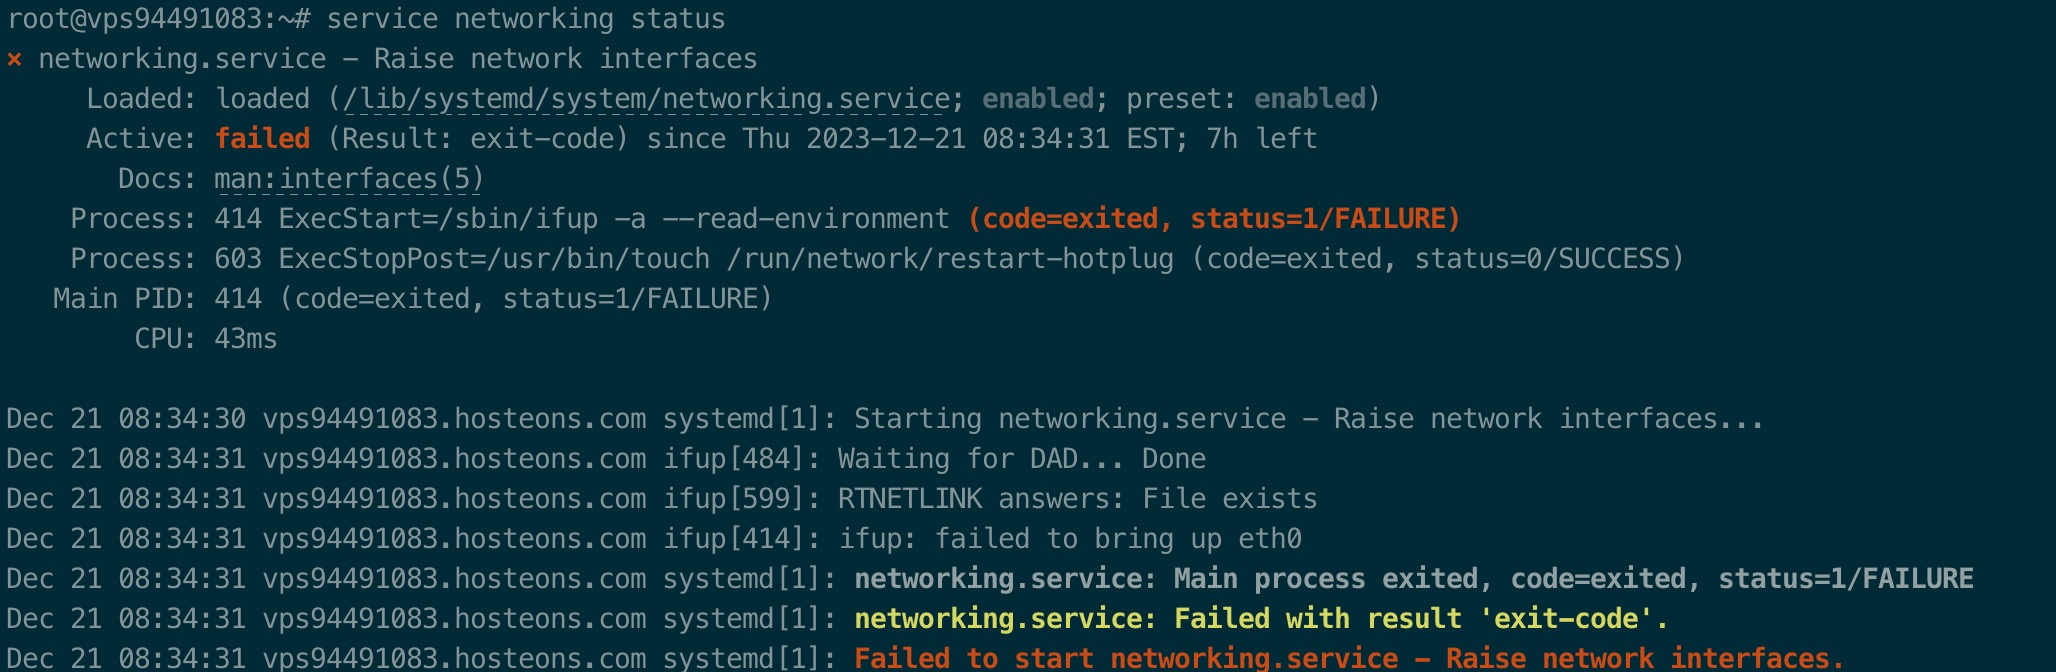 root@vps94491083:~# service networking status
× networking.service – Raise network interfaces
Loaded: loaded (/lib/systemd/system/networking.service; enabled; preset: enabled)
Active: failed (Result: exit-code) since Thu 2023-12-21 08:34:31 EST; 7h left
Docs: man:interfaces(5)
Process: 414 ExecStart=/sbin/ifup -a --read-environment (code=exited, status=1/FAILURE)
Process: 603 ExecStopPost=/usr/bin/touch /run/network/restart-hotplug (code=exited, status=0/SUCCESS)
Main PID: 414 (code=exited, status=1/FAILURE)
CPU: 43ms
Dec 21 08:34:30 vps94491083.hosteons.com systemd[1]: Starting networking.service – Raise network interfaces...
Dec 21 08:34:31 vps94491083.hosteons.com ifup[484]: Waiting for DAD... Done
Dec 21 08:34:31 vps94491083.hosteons.com ifup[599]: RTNETLINK answers: File exists
Dec 21 08:34:31 vps94491083.hosteons.com ifup[414]: ifup: failed to bring up eth0
Dec 21 08:34:31 vps94491083.hosteons.com systemd[1]: networking.service: Main process exited, code=exited, status=1/FAILURE
Dec 21 08:34:31 vps94491083.hosteons.com systemd[1]: networking.service: Failed with result 'exit-code'.
Dec 21 08:34:31 vps94491083.hosteons.com systemd[1]: Failed to start networking.service – Raise network interfaces.